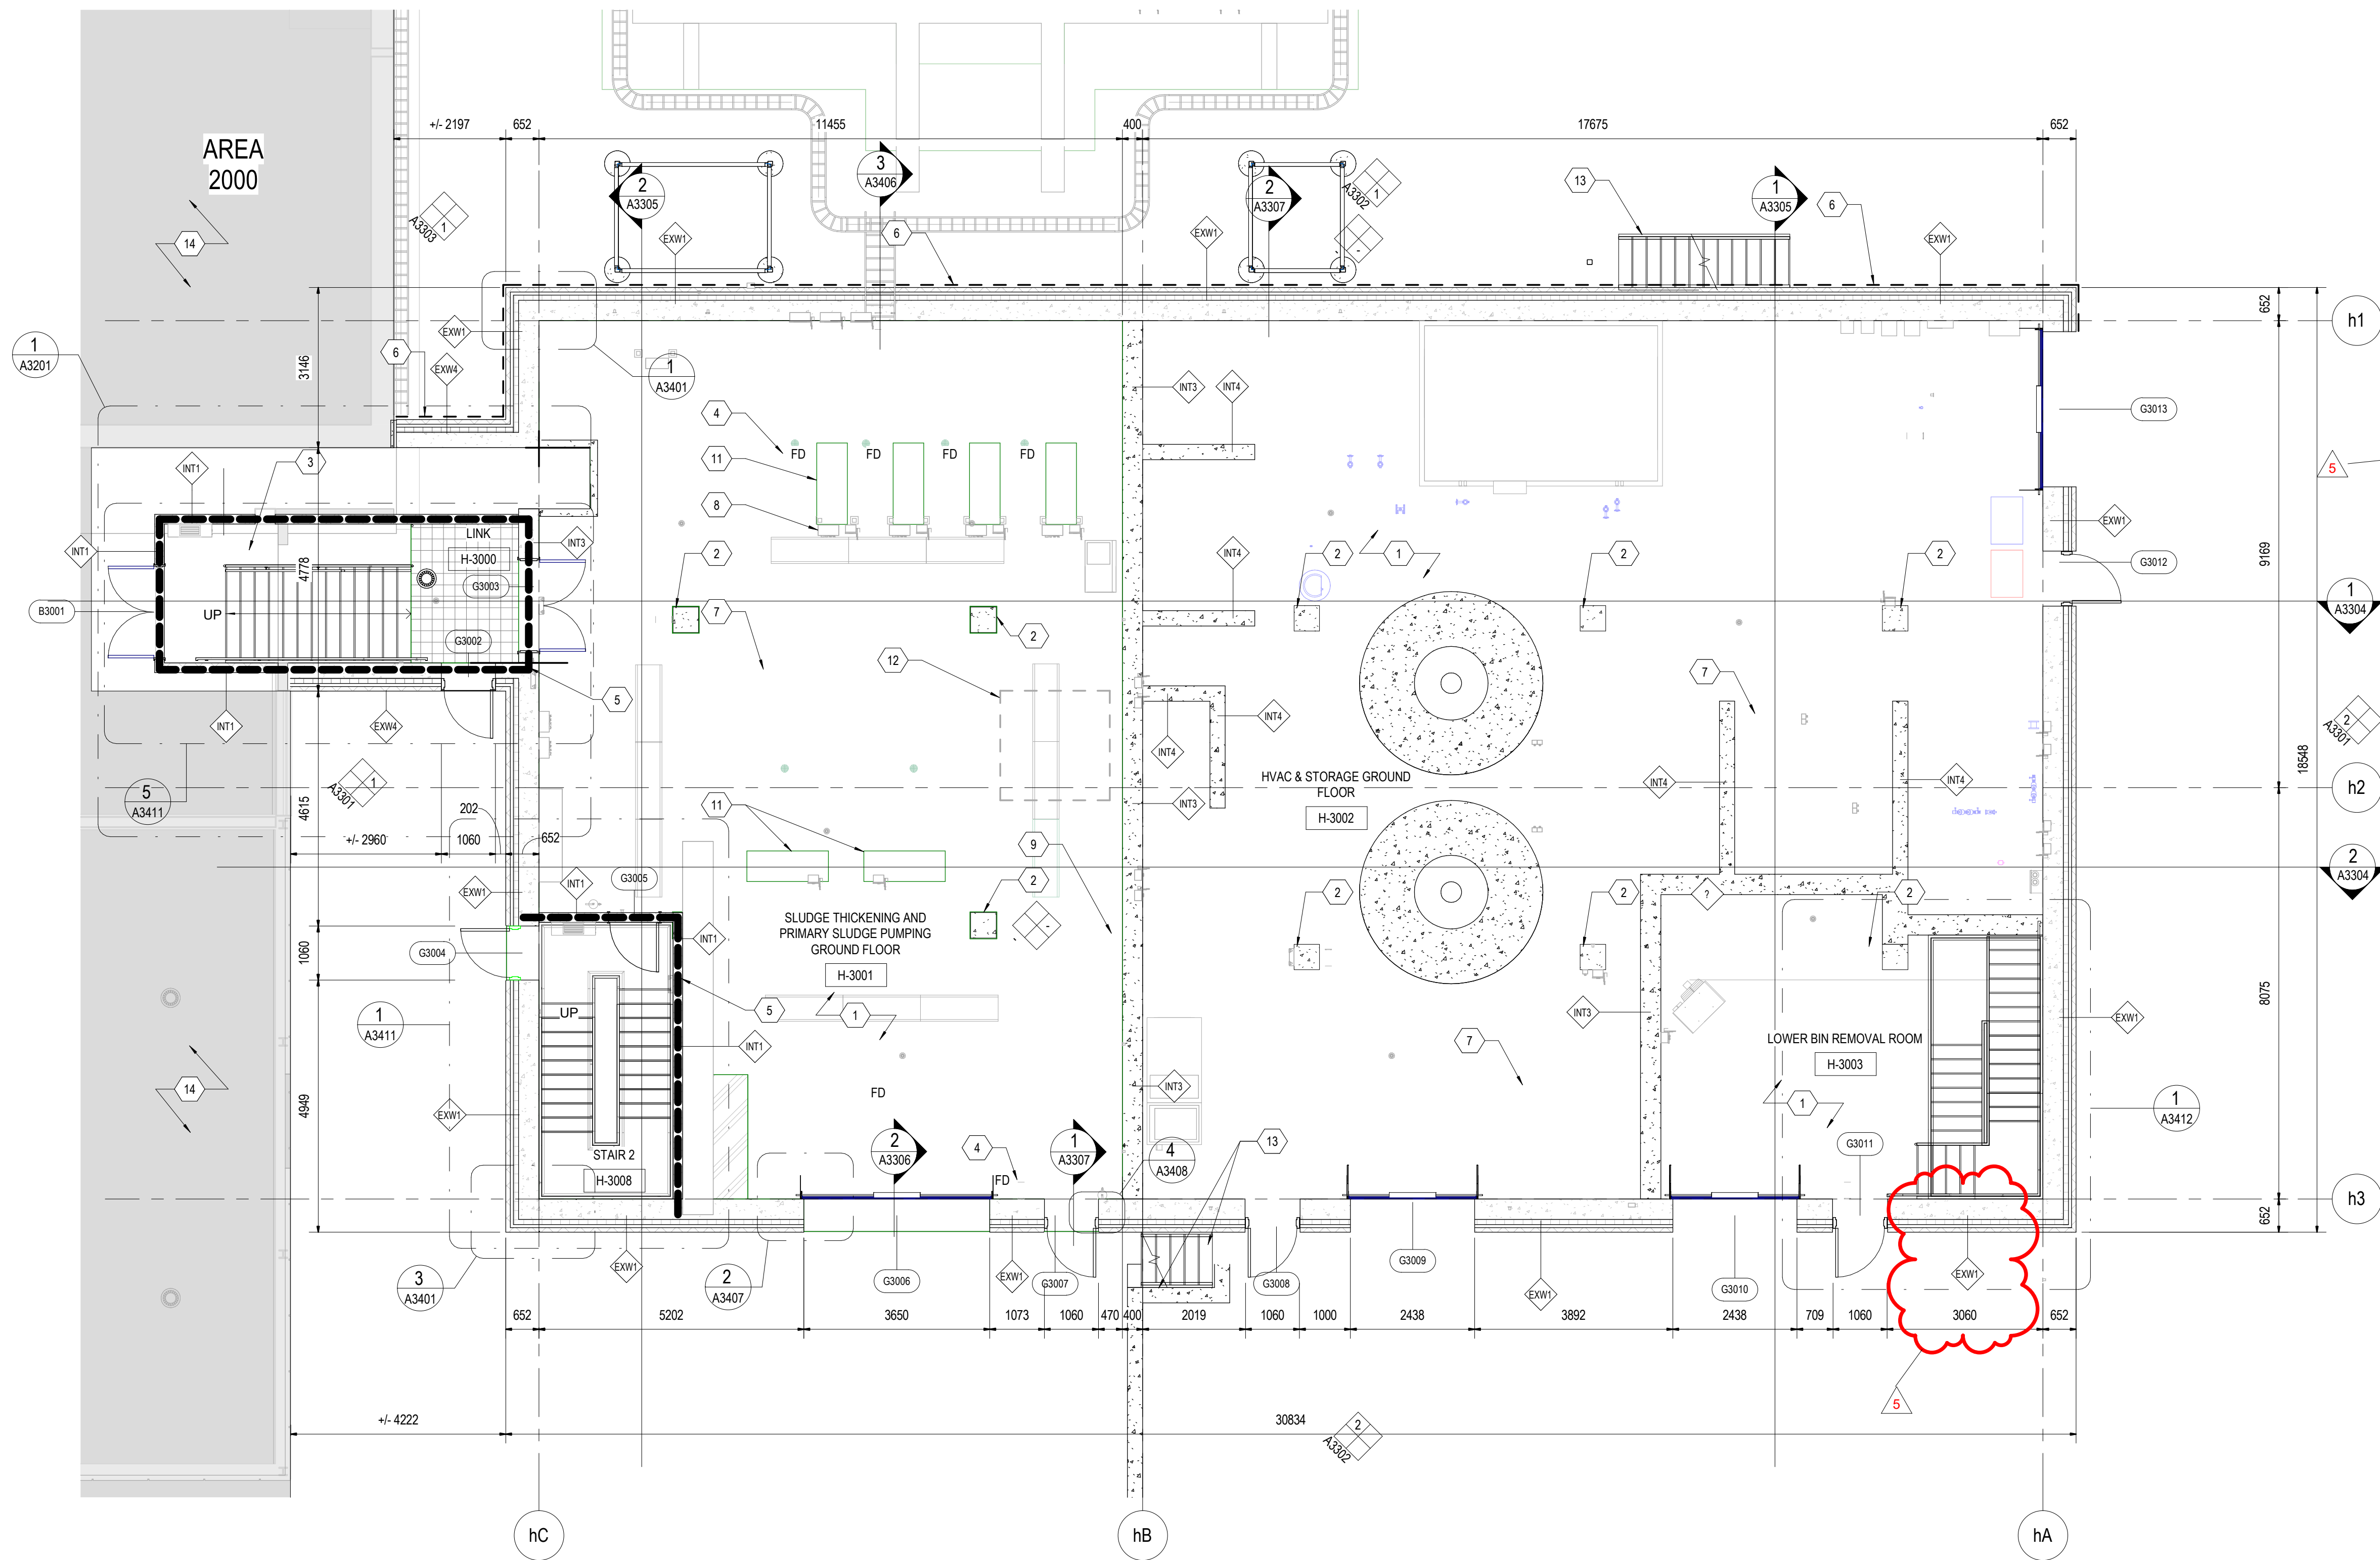 +/- 2197
652
11455
400
17675
652
AREA
2000
3
A3406
2
A3305
2
A3307
A3302
1
-
13
1
A3305
6
A3303
1
14
EXW1
6
EXW1
EXW1
652
h1
1
A3201
EXW1
6
3146
EXW4
1
A3401
INT3
INT4
4
G3013
FD
FD
FD
FD
11
5
INT1
3
8
LINK
H-3000
INT3
INT1
EXW1
4778
G3003
2
INT4
2
1
2
2
G3012
9169
B3001
UP
G3002
7
2
1
A3304
12
7
5
INT1
EXW4
INT4
INT4
A3301
2
18548
HVAC & STORAGE GROUND
FLOOR
H-3002
INT4
INT4
h2
A3301
1
5
A3411
4615
202
11
INT3
+/- 2960
1060
652
9
2
A3304
EXW1
INT1
G3005
2
2
2
?
2
SLUDGE THICKENING AND
PRIMARY SLUDGE PUMPING
GROUND FLOOR
H-3001
-
INT1
G3004
1060
8075
UP
5
1
INT3
EXW1
1
A3411
7
LOWER BIN REMOVAL ROOM
H-3003
INT1
14
INT3
1
4949
EXW1
FD
1
A3412
2
A3306
1
A3307
4
A3408
13
G3011
STAIR 2
H-3008
4
FD
h3
652
EXW1
3
A3401
2
A3407
G3006
EXW1
G3007
G3008
G3009
EXW1
G3010
EXW1
652
5202
3650
1073
1060
470
400
2019
1060
1000
2438
3892
2438
709
1060
3060
652
5
+/- 4222
30834
2
A3302
hC
hB
hA